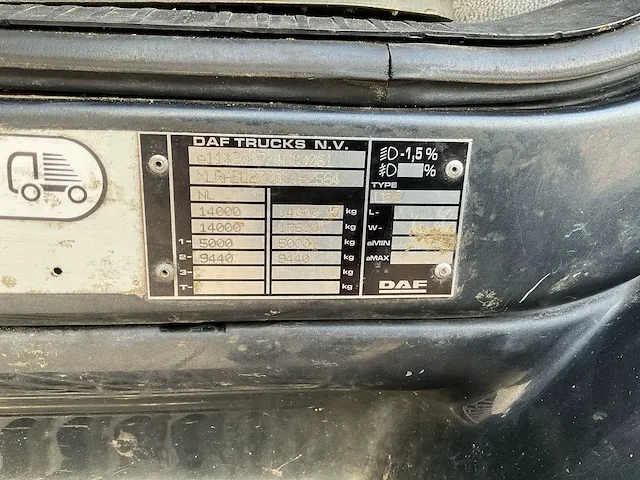 DAF TRUCKS N.V.
NL
14000 14000 kg
14000 kg
1- 5000 5000 kg
2- 9440 9440 kg
3- kg
T- kg
-1,5 %
%
TYPE
L-
W-
aMIN
aMAX
DAF